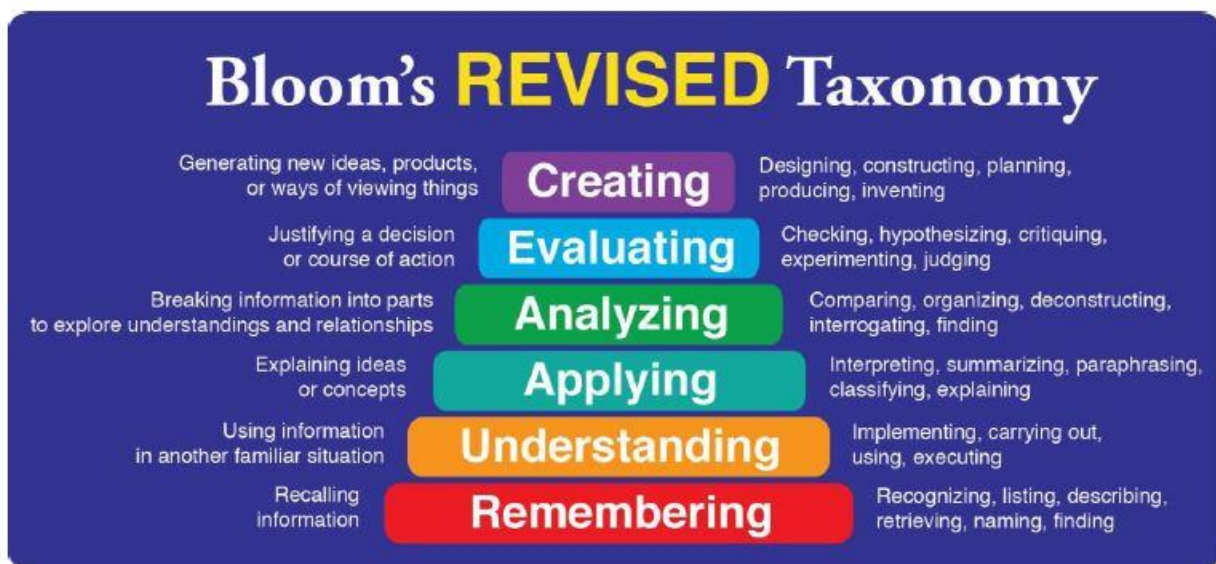 Bloom's REVISED Taxonomy
Generating new ideas, products,
or ways of viewing things
Creating
Designing, constructing, planning,
producing, inventing
Justifying a decision
or course of action
Evaluating
Checking, hypothesizing, critiquing,
experimenting, judging
Breaking information into parts
to explore understandings and relationships
Analyzing
Comparing, organizing, deconstructing,
interrogating, finding
Explaining ideas
or concepts
Applying
Interpreting, summarizing, paraphrasing,
classifying, explaining
Using information
in another familiar situation
Understanding
Implementing, carrying out,
using, executing
Recalling
information
Remembering
Recognizing, listing, describing,
retrieving, naming, finding